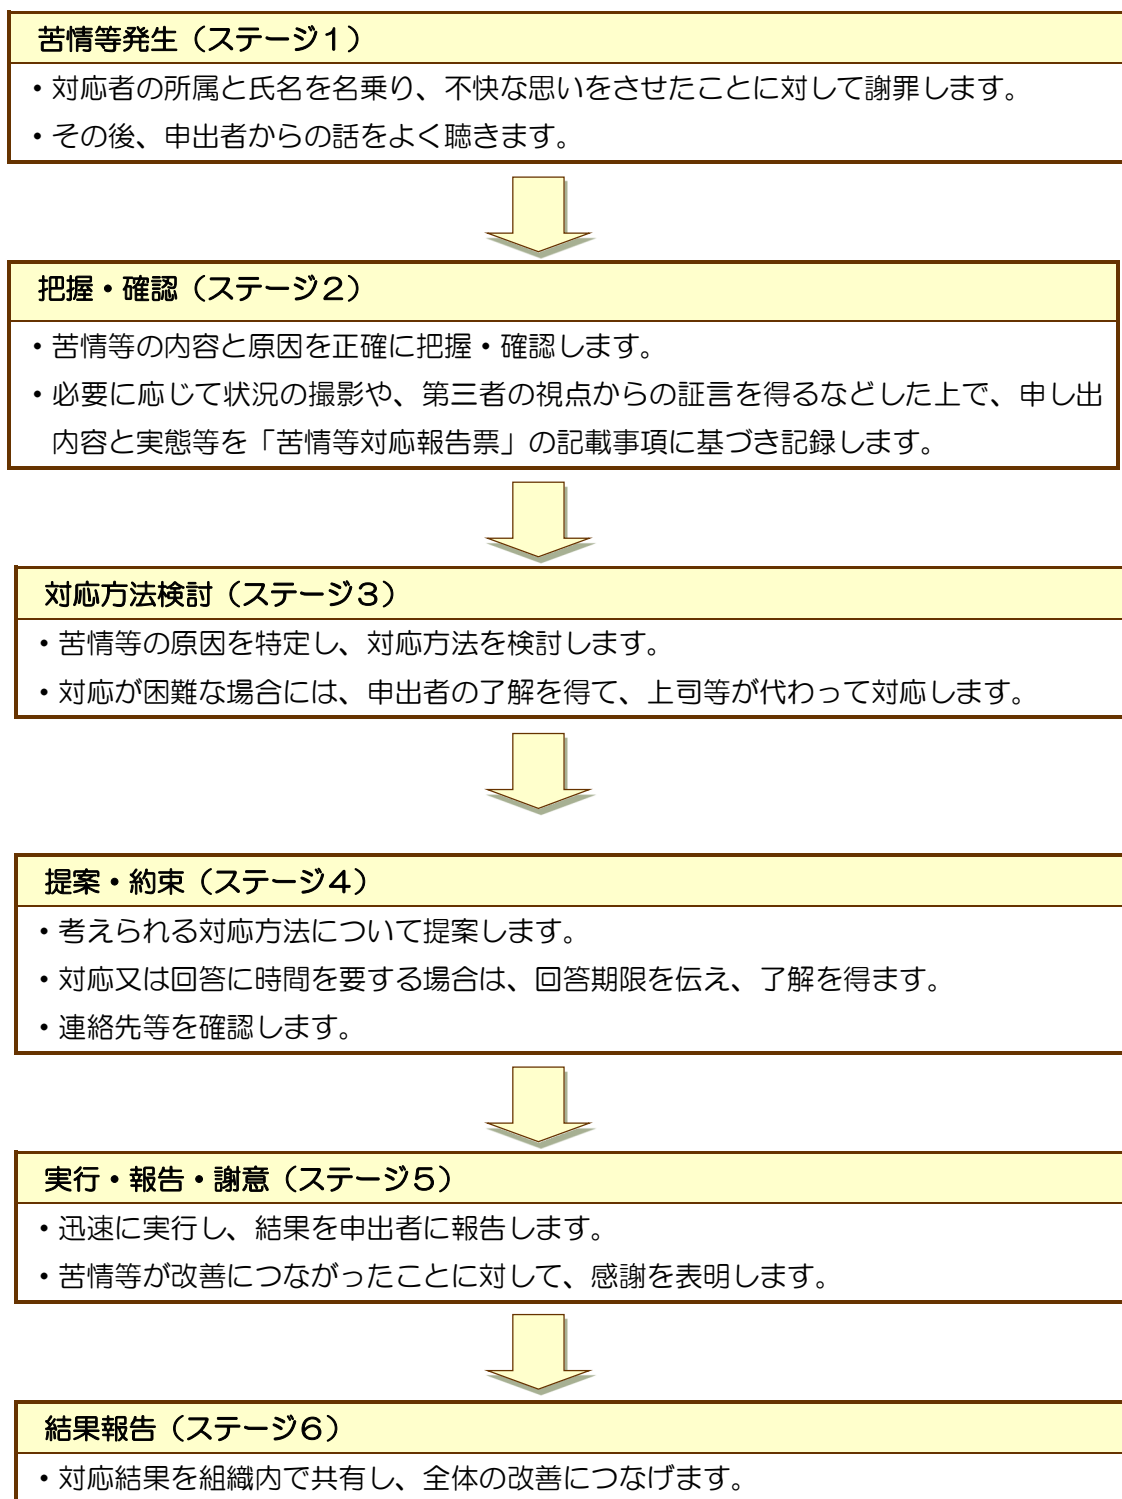 苦情等発生（ステージ１）
・対応者の所属と氏名を名乗り、不快な思いをさせたことに対して謝罪します。
・その後、申出者からの話をよく聴きます。
把握・確認（ステージ２）
・苦情等の内容と原因を正確に把握・確認します。
・必要に応じて状況の撮影や、第三者の視点からの証言を得るなどした上で、申し出
内容と実態等を「苦情等対応報告票」の記載事項に基づき記録します。
対応方法検討（ステージ３）
・苦情等の原因を特定し、対応方法を検討します。
・対応が困難な場合には、申出者の了解を得て、上司等が代わって対応します。
提案・約束（ステージ４）
・考えられる対応方法について提案します。
・対応又は回答に時間を要する場合は、回答期限を伝え、了解を得ます。
・連絡先等を確認します。
実行・報告・謝意（ステージ５）
・迅速に実行し、結果を申出者に報告します。
・苦情等が改善につながったことに対して、感謝を表明します。
結果報告（ステージ６）
・対応結果を組織内で共有し、全体の改善につなげます。